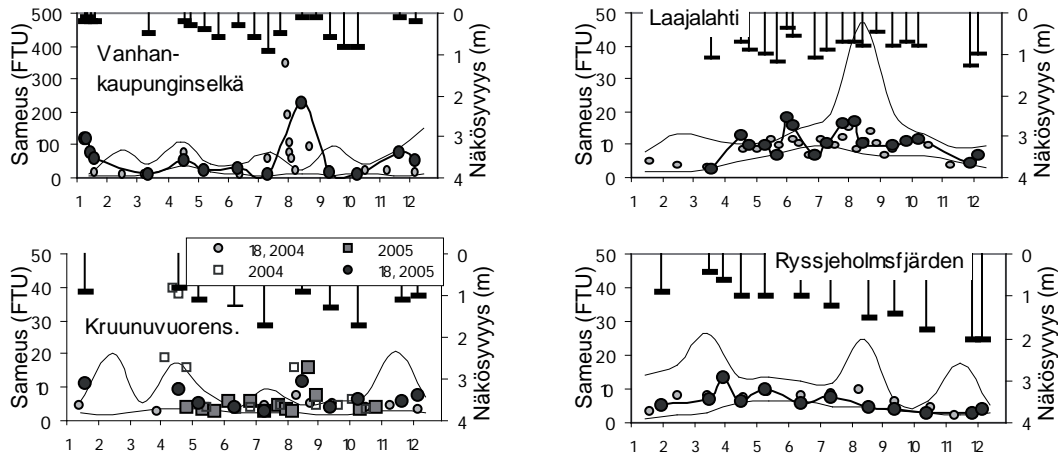 Sameus (FTU)
500
400
300
200
100
0
Vanhan-
kaupunginselkä
0
1
2
3
4
Näkösyvyys (m)
1 2 3 4 5 6 7 8 9 10 11 12
Sameus (FTU)
50
40
30
20
10
0
Laajalahti
0
1
2
3
4
Näkösyvyys (m)
1 2 3 4 5 6 7 8 9 10 11 12
Sameus (FTU)
50
40
30
20
10
0
18, 2004 2005
2004 18, 2005
Kruunuvuorens.
0
1
2
3
4
Näkösyvyys (m)
1 2 3 4 5 6 7 8 9 10 11 12
Sameus (FTU)
50
40
30
20
10
0
Ryssjeholmsfjärden
0
1
2
3
4
Näkösyvyys (m)
1 2 3 4 5 6 7 8 9 10 11 12